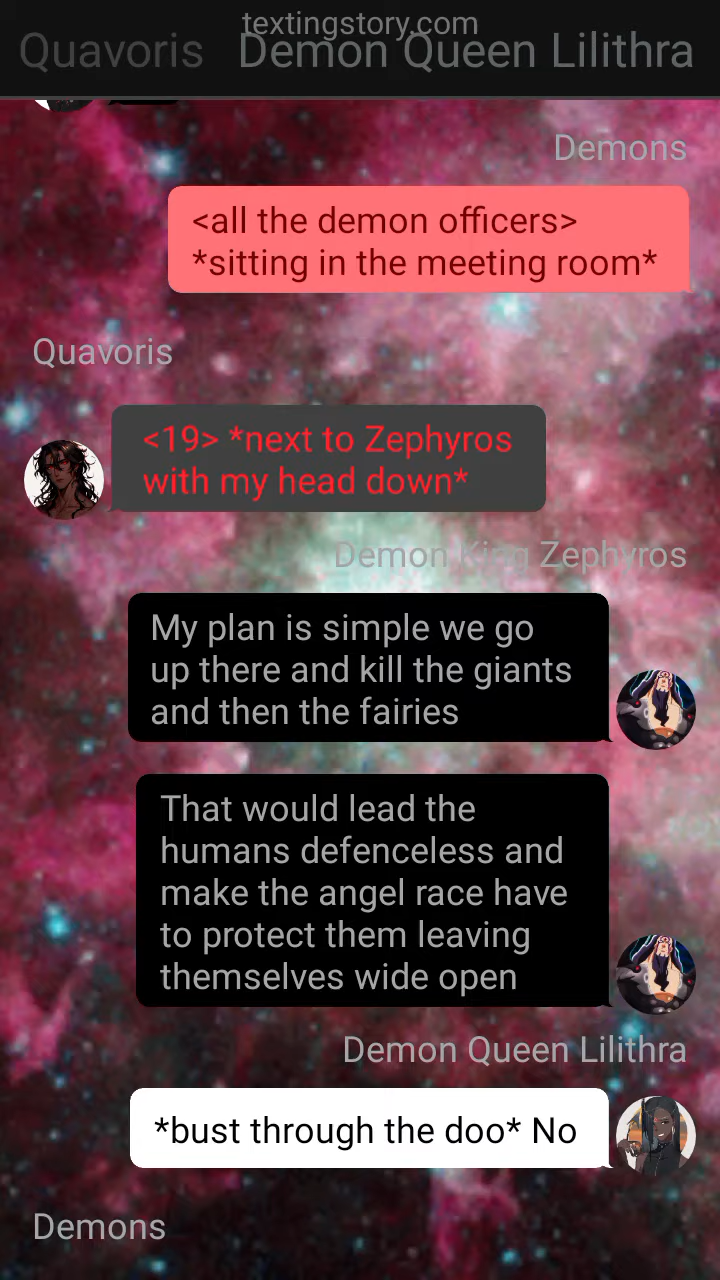 textingstory.com
Quavoris Demon Queen Lilithra
Demons
<all the demon officers>
*sitting in the meeting room*
Quavoris
<19> *next to Zephyros
with my head down*
Demon King Zephyros
My plan is simple we go
up there and kill the giants
and then the fairies
That would lead the
humans defenceless and
make the angel race have
to protect them leaving
themselves wide open
Demon Queen Lilithra
*bust through the doo* No
Demons